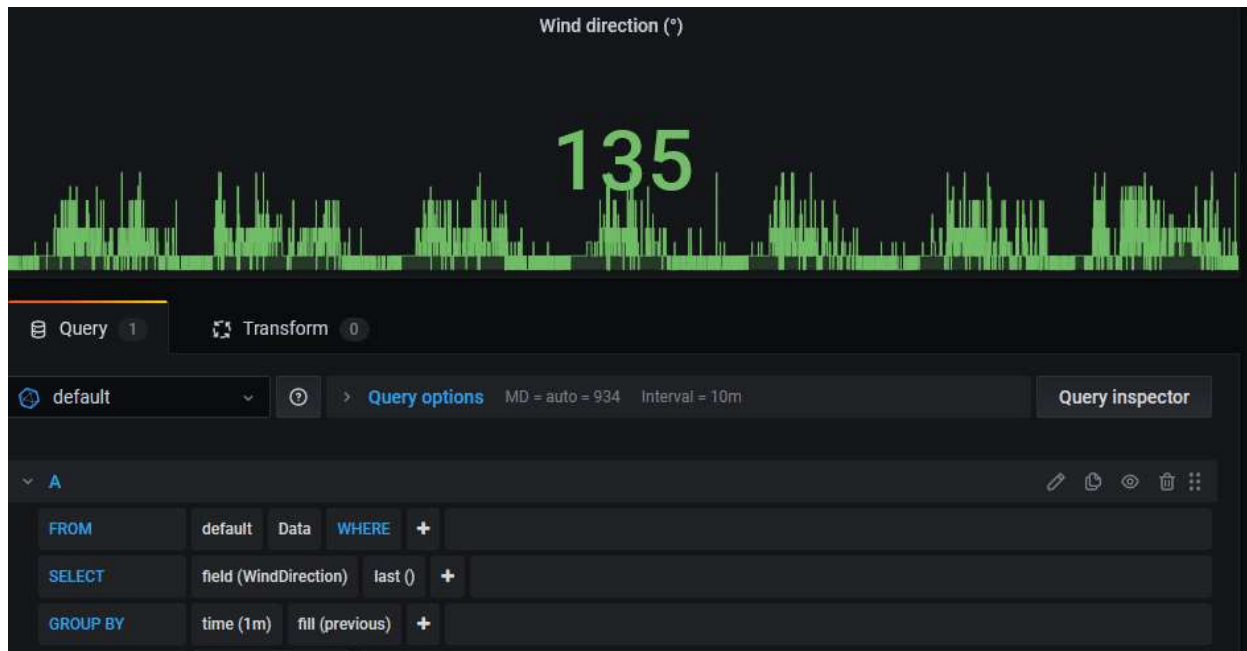 Wind direction (°)
135
Query 1 Transform 0
default Query options MD = auto = 934 Interval = 10m Query inspector
A
FROM default Data WHERE +
SELECT field (WindDirection) last () +
GROUP BY time (1m) fill (previous) +